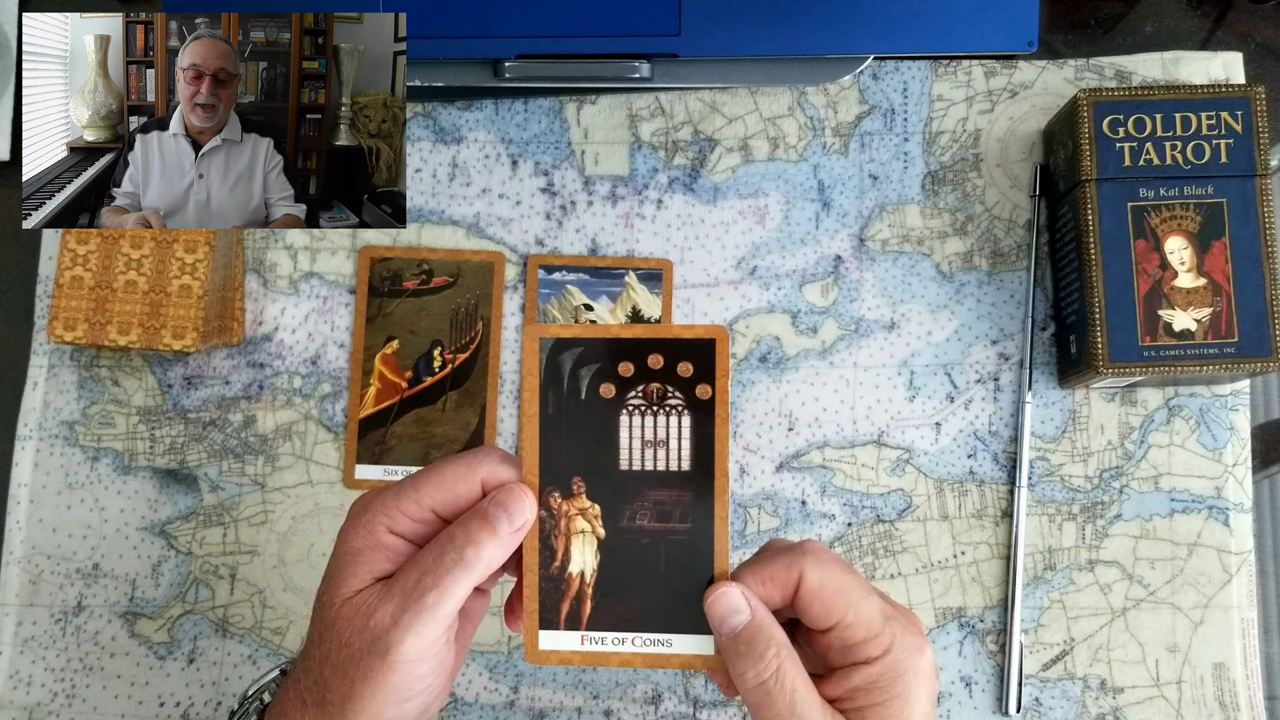 GOLDEN
TAROT
By Kat Black
U.S. GAMES SYSTEMS, INC.
SIX OF
FIVE OF COINS